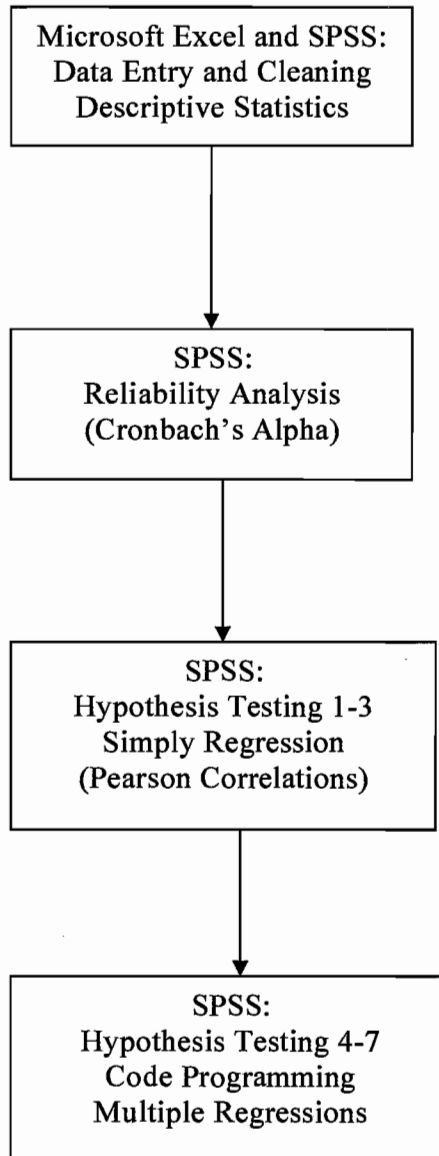 Microsoft Excel and SPSS:
Data Entry and Cleaning
Descriptive Statistics
SPSS:
Reliability Analysis
(Cronbach's Alpha)
SPSS:
Hypothesis Testing 1-3
Simply Regression
(Pearson Correlations)
SPSS:
Hypothesis Testing 4-7
Code Programming
Multiple Regressions